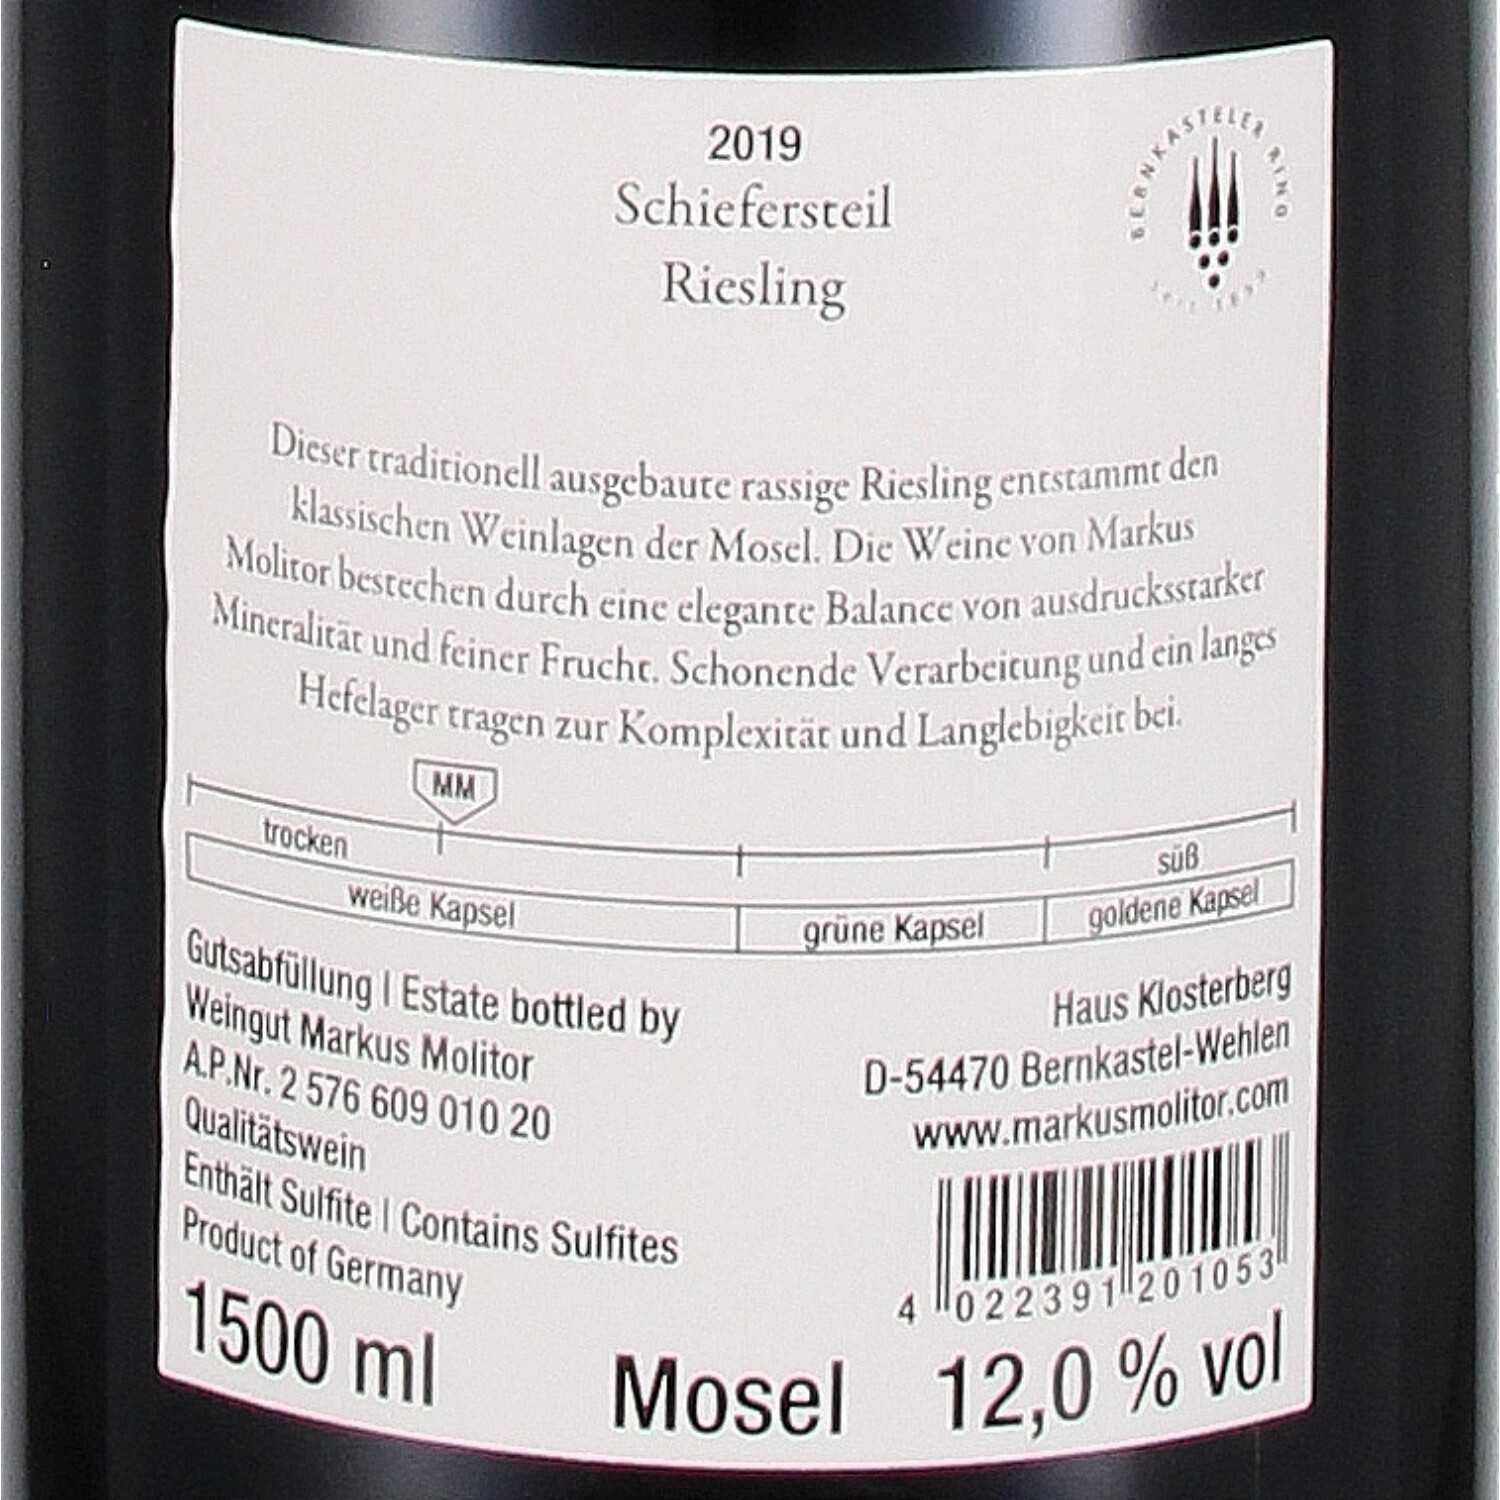 2019
Schiefersteil
Riesling
BERNKASTELER RING
Dieser traditionell ausgebaute rassige Riesling entstammt den
klassischen Weinlagen der Mosel. Die Weine von Markus
Molitor bestechen durch eine elegante Balance von ausdrucksstarker
Mineralität und feiner Frucht. Schonende Verarbeitung und ein langes
Hefelager tragen zur Komplexität und Langlebigkeit bei.
MM
trocken
süß
weiße Kapsel
grüne Kapsel
goldene Kapsel
Gutsabfüllung | Estate bottled by
Weingut Markus Molitor
A.P.Nr. 2 576 609 010 20
Qualitätswein
Enthält Sulfite | Contains Sulfites
Product of Germany
1500 ml
Haus Klosterberg
D-54470 Bernkastel-Wehlen
www.markusmolitor.com
4 022391 201053
Mosel
12,0 % vol